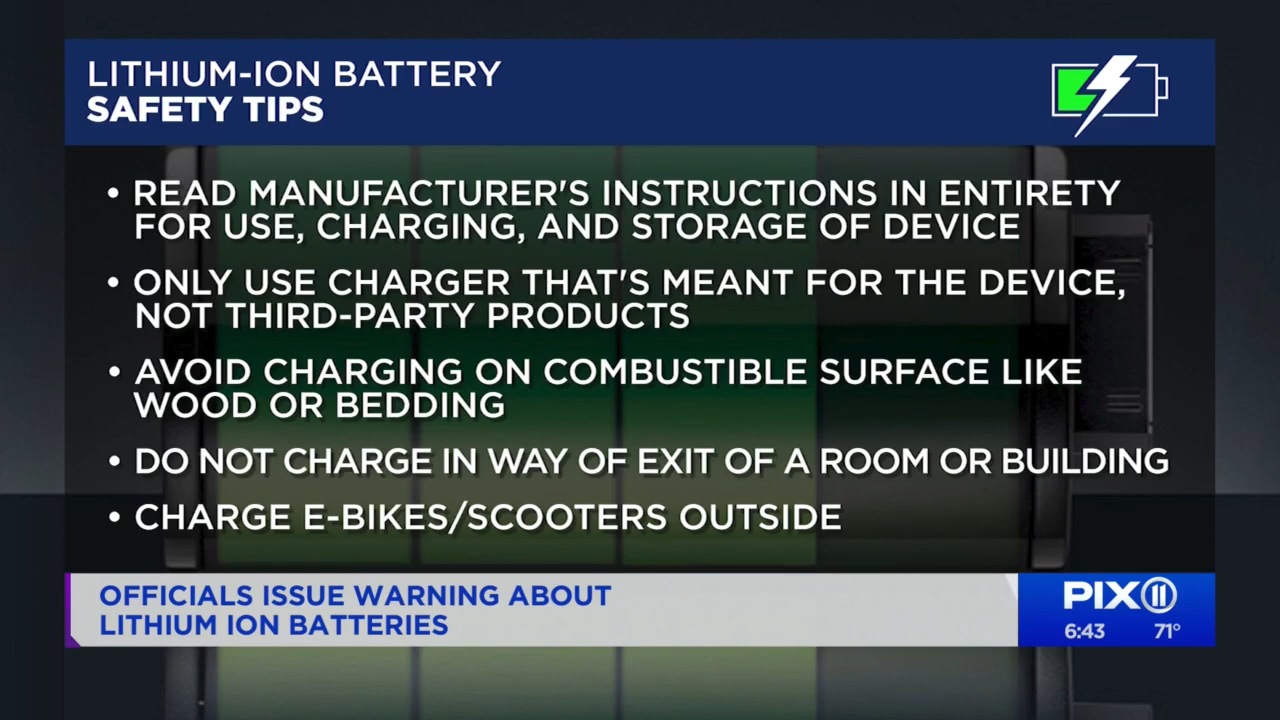 LITHIUM-ION BATTERY
SAFETY TIPS
• READ MANUFACTURER'S INSTRUCTIONS IN ENTIRETY
FOR USE, CHARGING, AND STORAGE OF DEVICE
• ONLY USE CHARGER THAT'S MEANT FOR THE DEVICE,
NOT THIRD-PARTY PRODUCTS
• AVOID CHARGING ON COMBUSTIBLE SURFACE LIKE
WOOD OR BEDDING
• DO NOT CHARGE IN WAY OF EXIT OF A ROOM OR BUILDING
• CHARGE E-BIKES/SCOOTERS OUTSIDE
OFFICIALS ISSUE WARNING ABOUT
LITHIUM ION BATTERIES
PIX11
6:43 71°